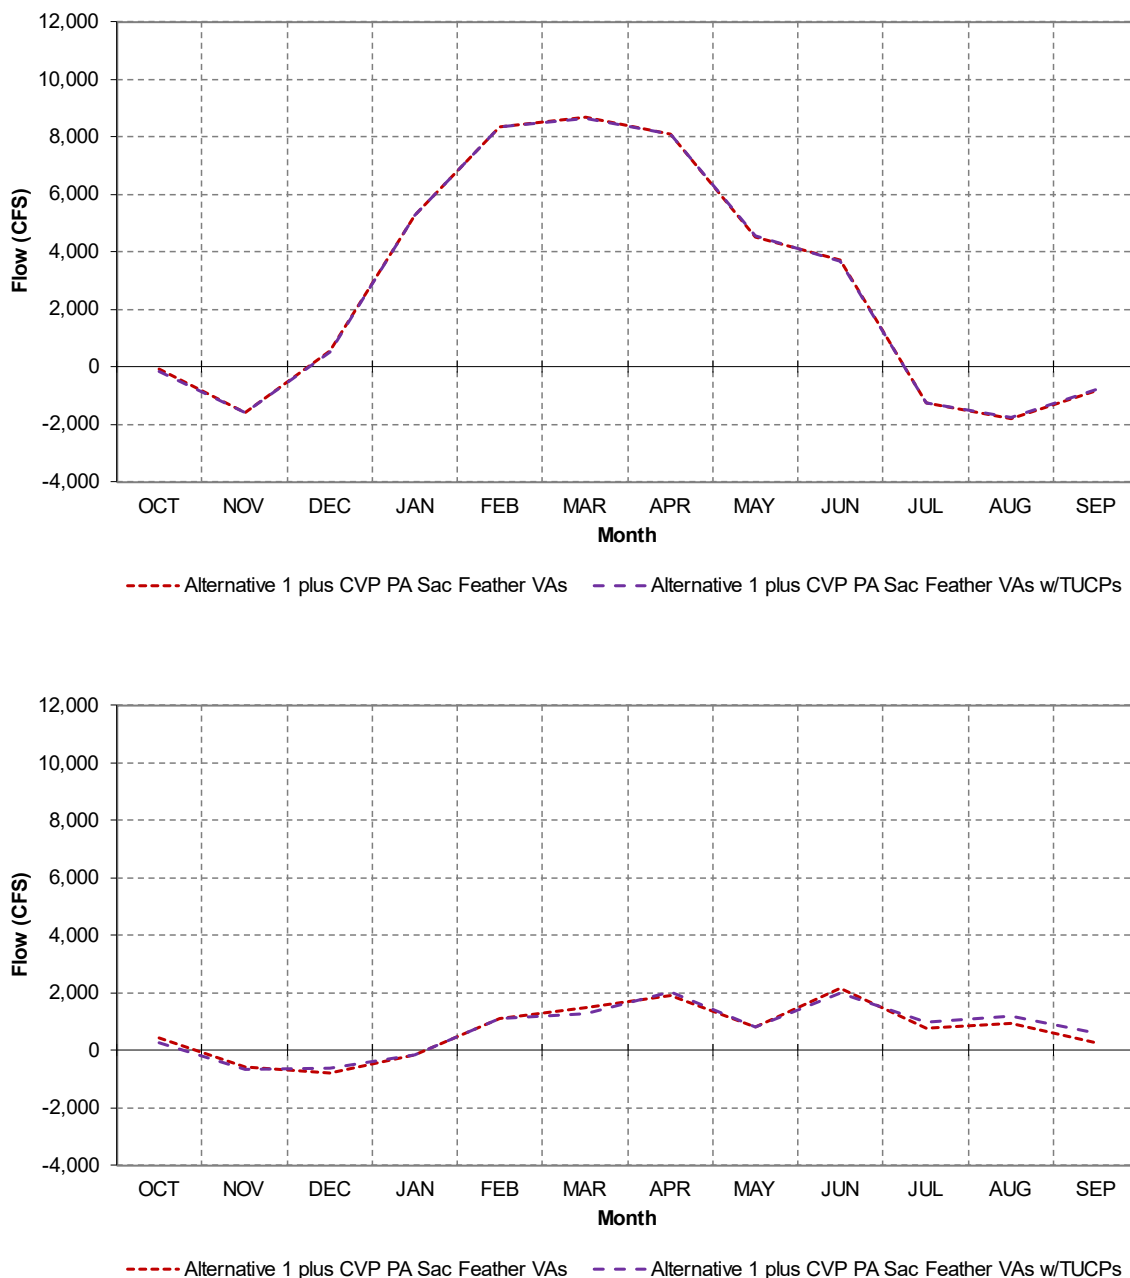 12,000
10,000
8,000
6,000
4,000
2,000
0
-2,000
-4,000
Flow (CFS)
OCT NOV DEC JAN FEB MAR APR MAY JUN JUL AUG SEP
Month
Alternative 1 plus CVP PA Sac Feather VAs Alternative 1 plus CVP PA Sac Feather VAs w/TUCPs
12,000
10,000
8,000
6,000
4,000
2,000
0
-2,000
-4,000
Flow (CFS)
OCT NOV DEC JAN FEB MAR APR MAY JUN JUL AUG SEP
Month
Alternative 1 plus CVP PA Sac Feather VAs Alternative 1 plus CVP PA Sac Feather VAs w/TUCPs